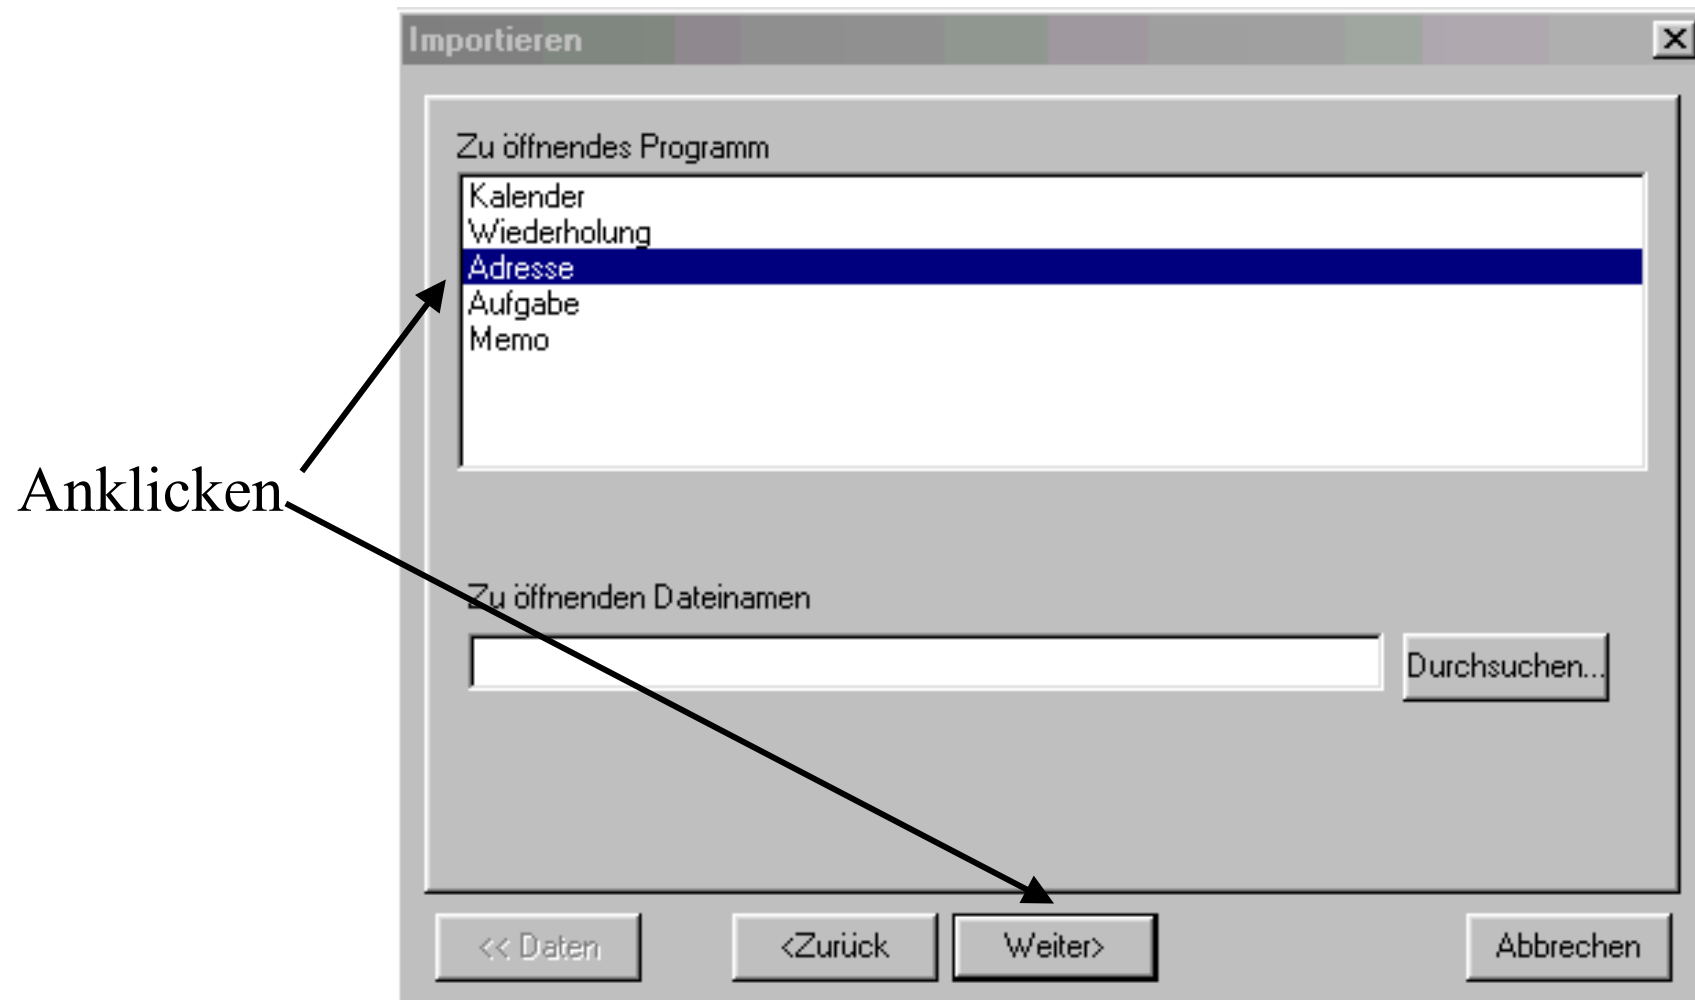 Importieren
Zu öffnendes Programm
Kalender
Wiederholung
Adresse
Aufgabe
Memo
Anklicken
Zu öffnenden Dateinamen
Durchsuchen...
<< Daten
<Zurück
Weiter>
Abbrechen